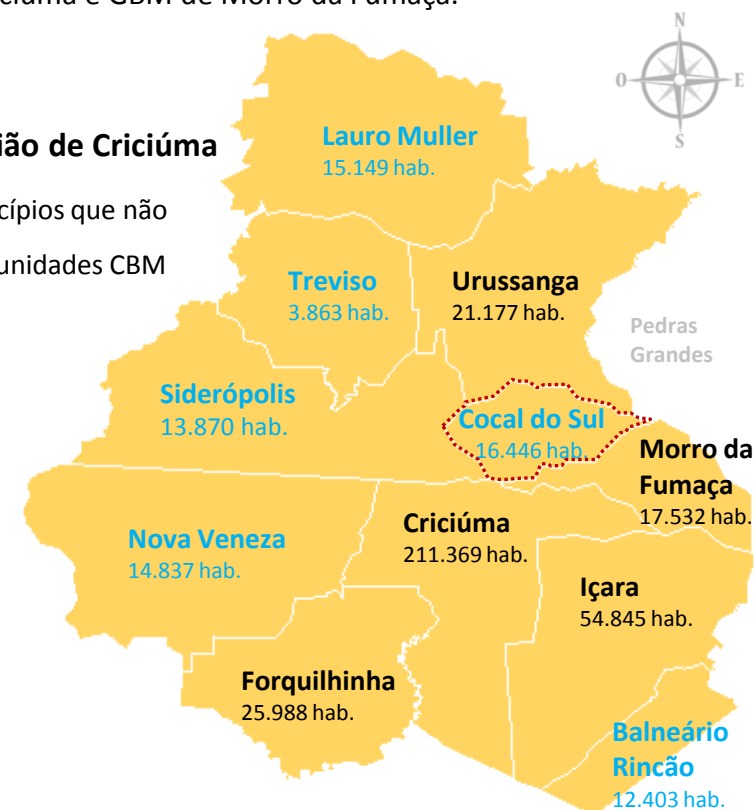 ciúma e GBM de Morro da Fumaça.
N
O
E
S
ião de Criciúma
cípios que não
unidades CBM
Lauro Muller
15.149 hab.
Treviso
3.863 hab.
Urussanga
21.177 hab.
Pedras
Grandes
Siderópolis
13.870 hab.
Cocal do Sul
16.446 hab.
Morro da
Fumaça
17.532 hab.
Nova Veneza
14.837 hab.
Criciúma
211.369 hab.
Içara
54.845 hab.
Forquilhinha
25.988 hab.
Balneário
Rincão
12.403 hab.